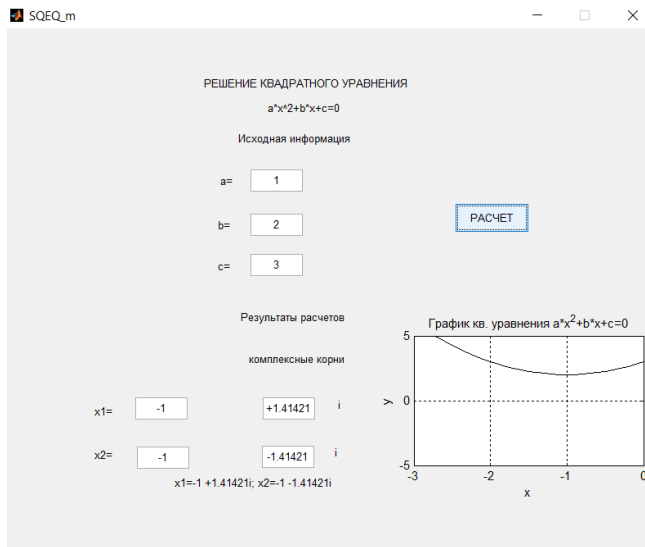 SQEQ_m
РЕШЕНИЕ КВАДРАТНОГО УРАВНЕНИЯ
a*x^2+b*x+c=0
Исходная информация
a= 1
b= 2
РАСЧЕТ
c= 3
Результаты расчетов
График кв. уравнения a*x²+b*x+c=0
комплексные корни
x1= -1 +1.41421 i
x2= -1 -1.41421 i
x1=-1 +1.41421i; x2=-1 -1.41421i
5
y 0
-5
-3 -2 -1 0
x